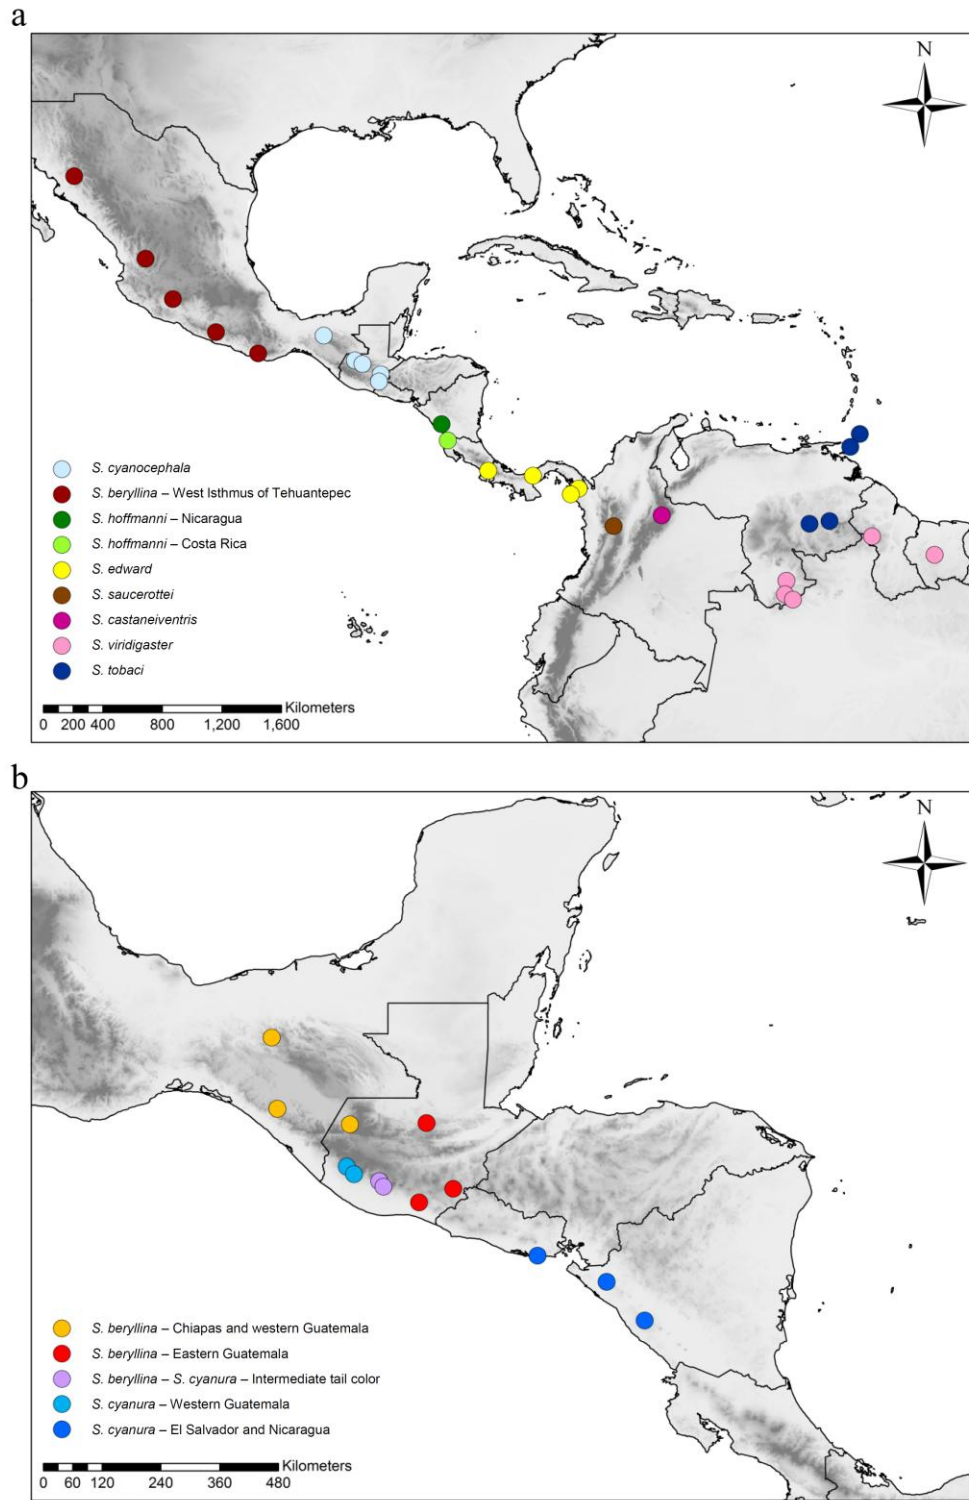 a
N
S. cyanocephala
S. beryllina – West Isthmus of Tehuantepec
S. hoffmanni – Nicaragua
S. hoffmanni – Costa Rica
S. edward
S. saucerottei
S. castaneiventris
S. viridigaster
S. tobaci
Kilometers
0 200 400 800 1,200 1,600
b
N
S. beryllina – Chiapas and western Guatemala
S. beryllina – Eastern Guatemala
S. beryllina – S. cyanura – Intermediate tail color
S. cyanura – Western Guatemala
S. cyanura – El Salvador and Nicaragua
Kilometers
0 60 120 240 360 480